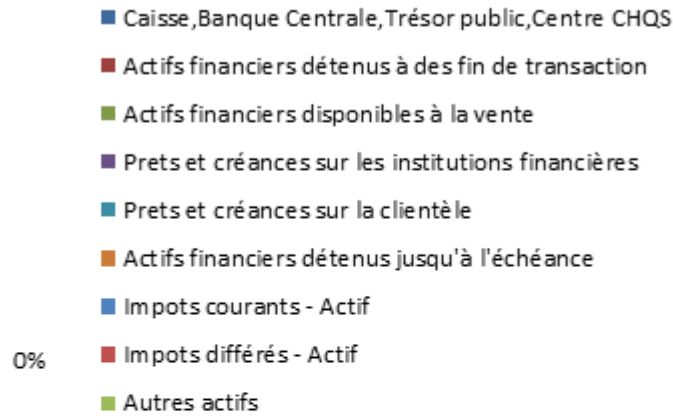 Caisse,Banque Centrale,Trésor public,Centre CHQS
Actifs financiers détenus à des fin de transaction
Actifs financiers disponibles à la vente
Prets et créances sur les institutions financières
Prets et créances sur la clientèle
Actifs financiers détenus jusqu'à l'échéance
Impots courants - Actif
0% Impots différés - Actif
Autres actifs